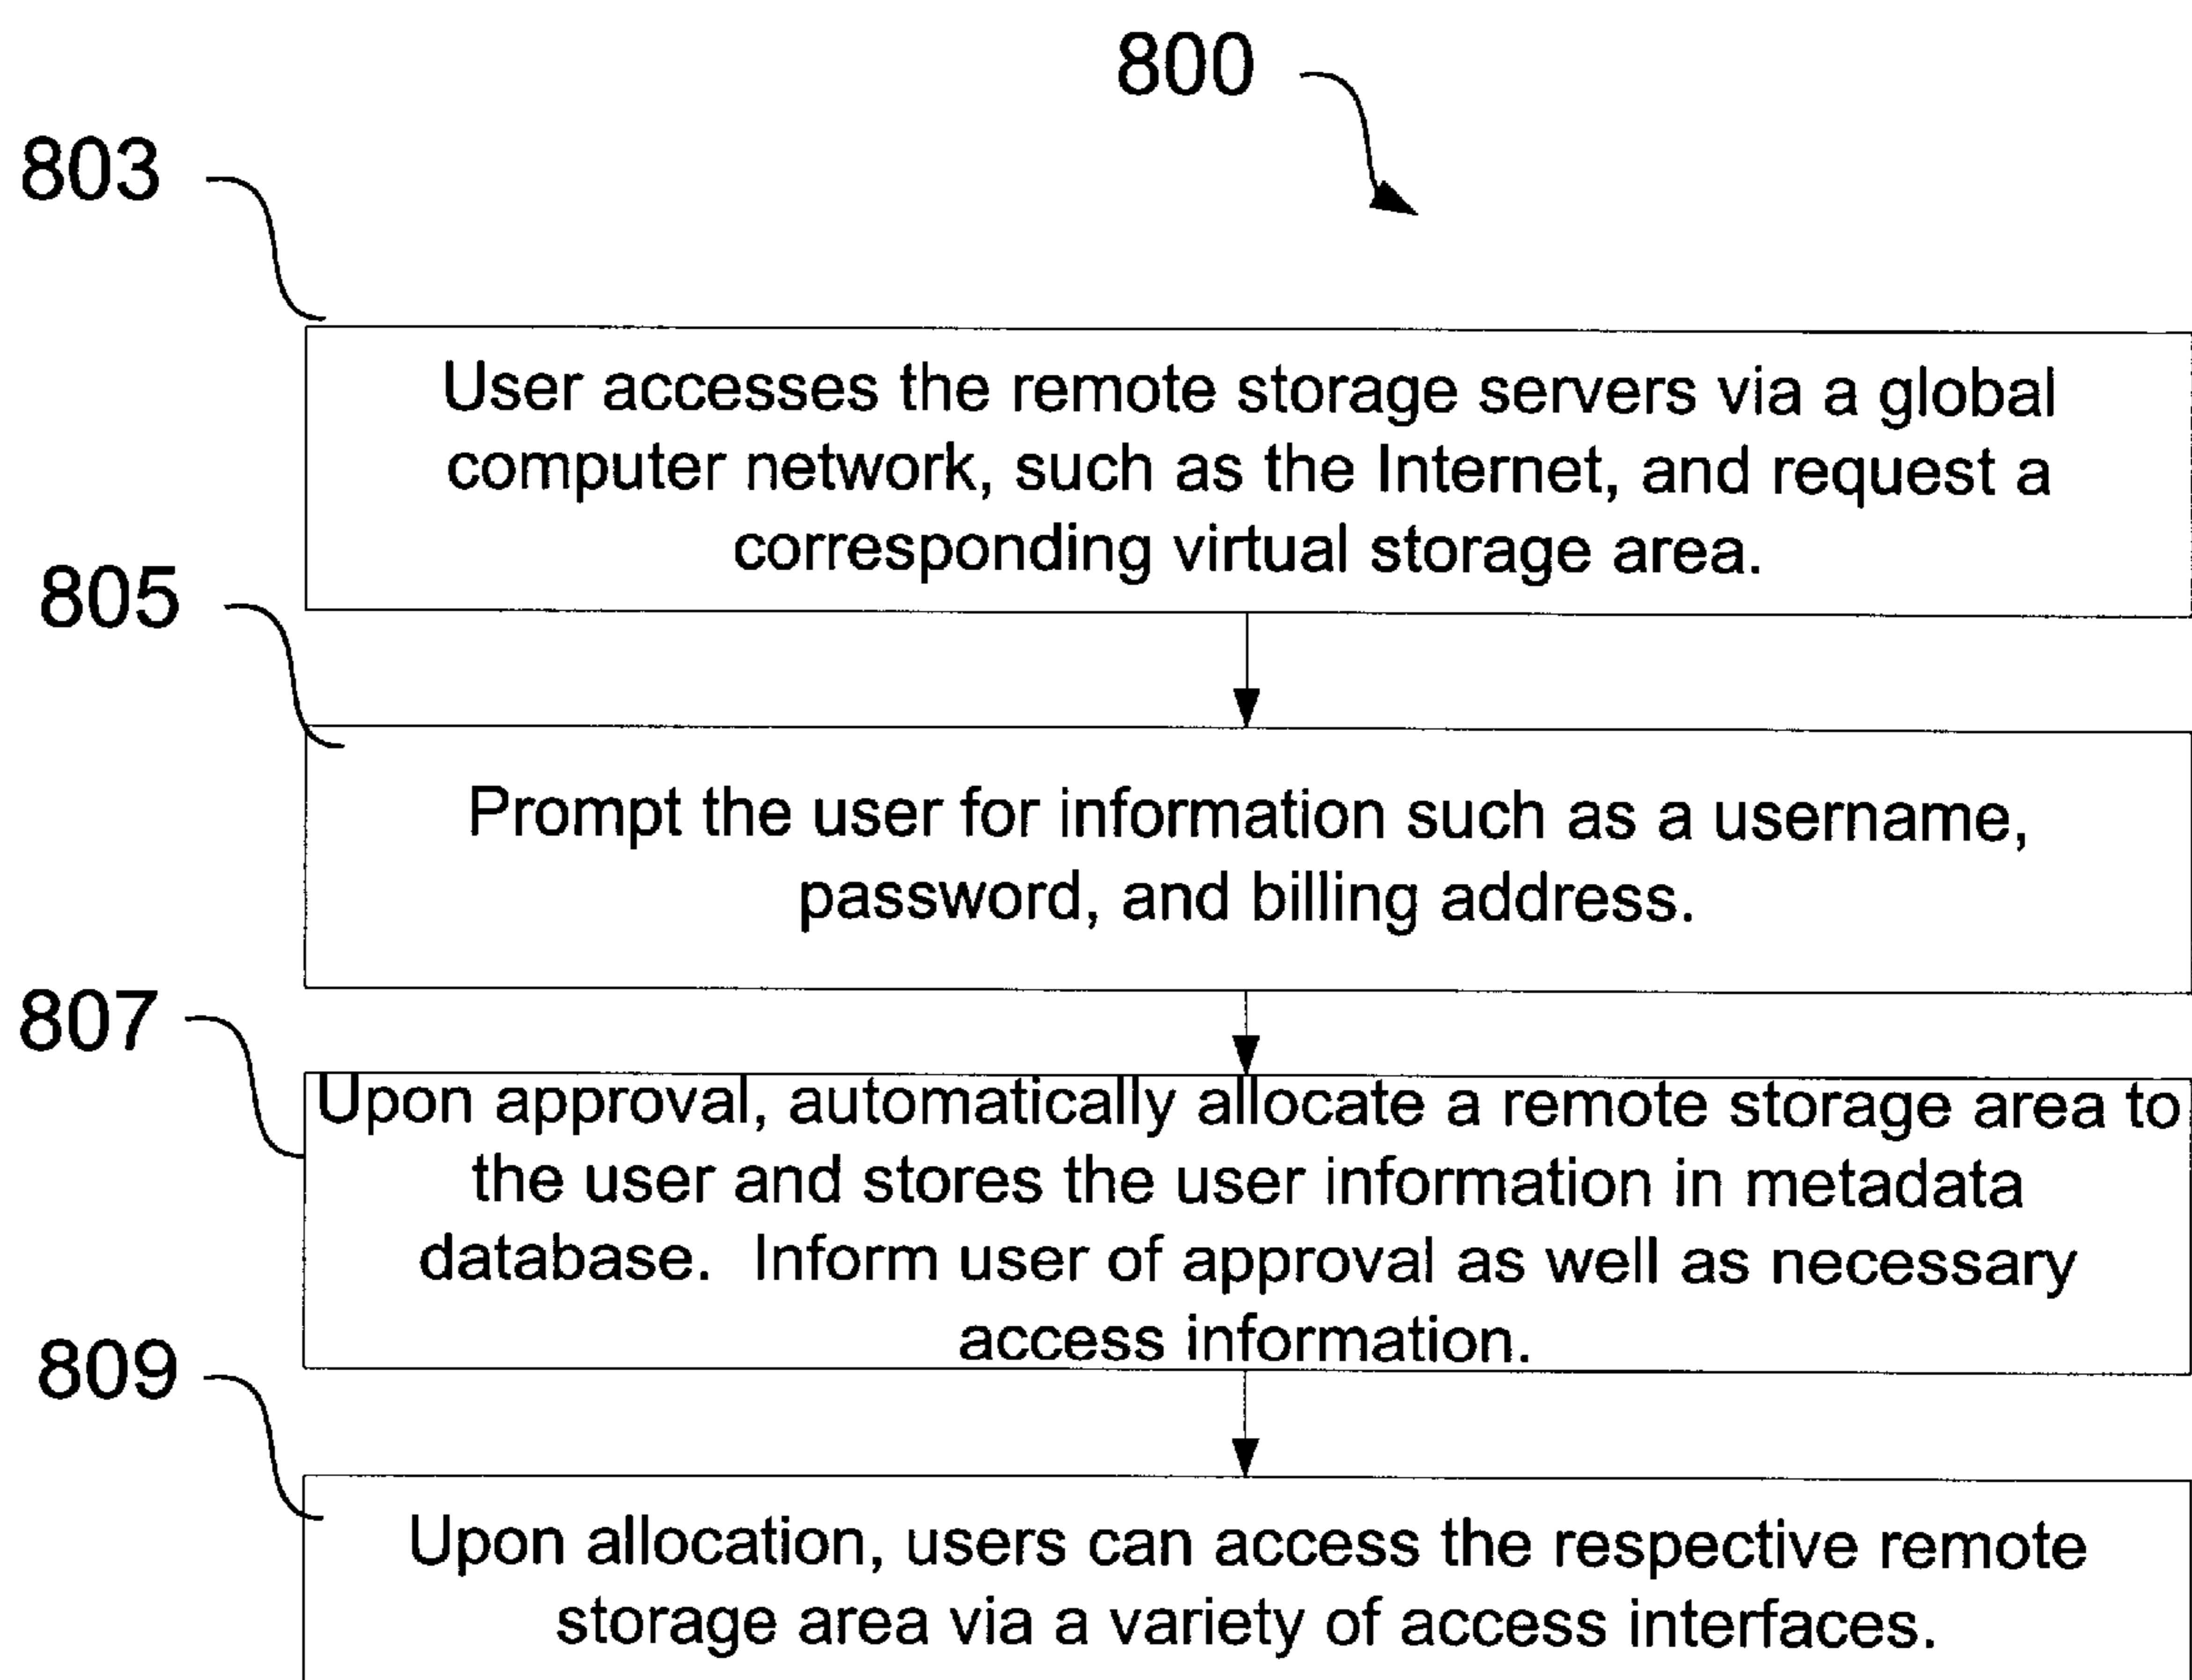 800
803
User accesses the remote storage servers via a global
computer network, such as the Internet, and request a
corresponding virtual storage area.
805
Prompt the user for information such as a username,
password, and billing address.
807
Upon approval, automatically allocate a remote storage area to
the user and stores the user information in metadata
database.  Inform user of approval as well as necessary
access information.
809
Upon allocation, users can access the respective remote
storage area via a variety of access interfaces.